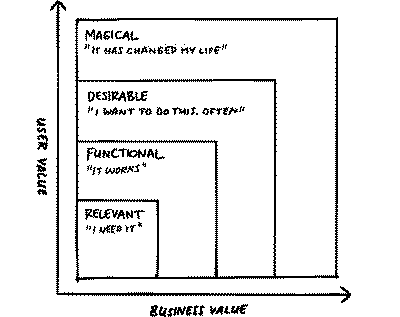 MAGICAL
"IT HAS CHANGED MY LIFE"
DESIRABLE
"I WANT TO DO THIS. OFTEN"
FUNCTIONAL
"IT WORKS"
RELEVANT
"I NEED IT"
USER VALUE
BUSINESS VALUE